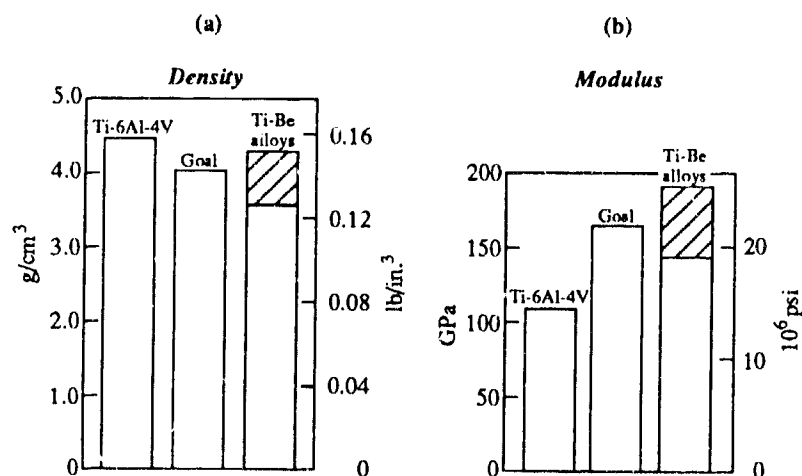 (a)
Density
5.0
4.0
3.0
2.0
1.0
0
g/cm³
Ti-6Al-4V
Goal
Ti-Be
alloys
0.16
0.12
0.08
0.04
0
lb/in.³
(b)
Modulus
200
150
100
50
0
GPa
Ti-6Al-4V
Goal
Ti-Be
alloys
20
10
0
10⁶ psi